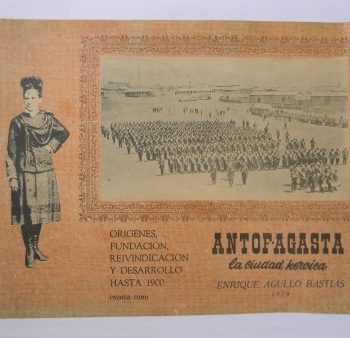 ORIGENES,
FUNDACION,
REIVINDICACION
Y DESARROLLO
HASTA 1900
PRIMER TOMO
ANTOFAGASTA
la ciudad heroica
ENRIQUE AGULLO BASTIAS
1979